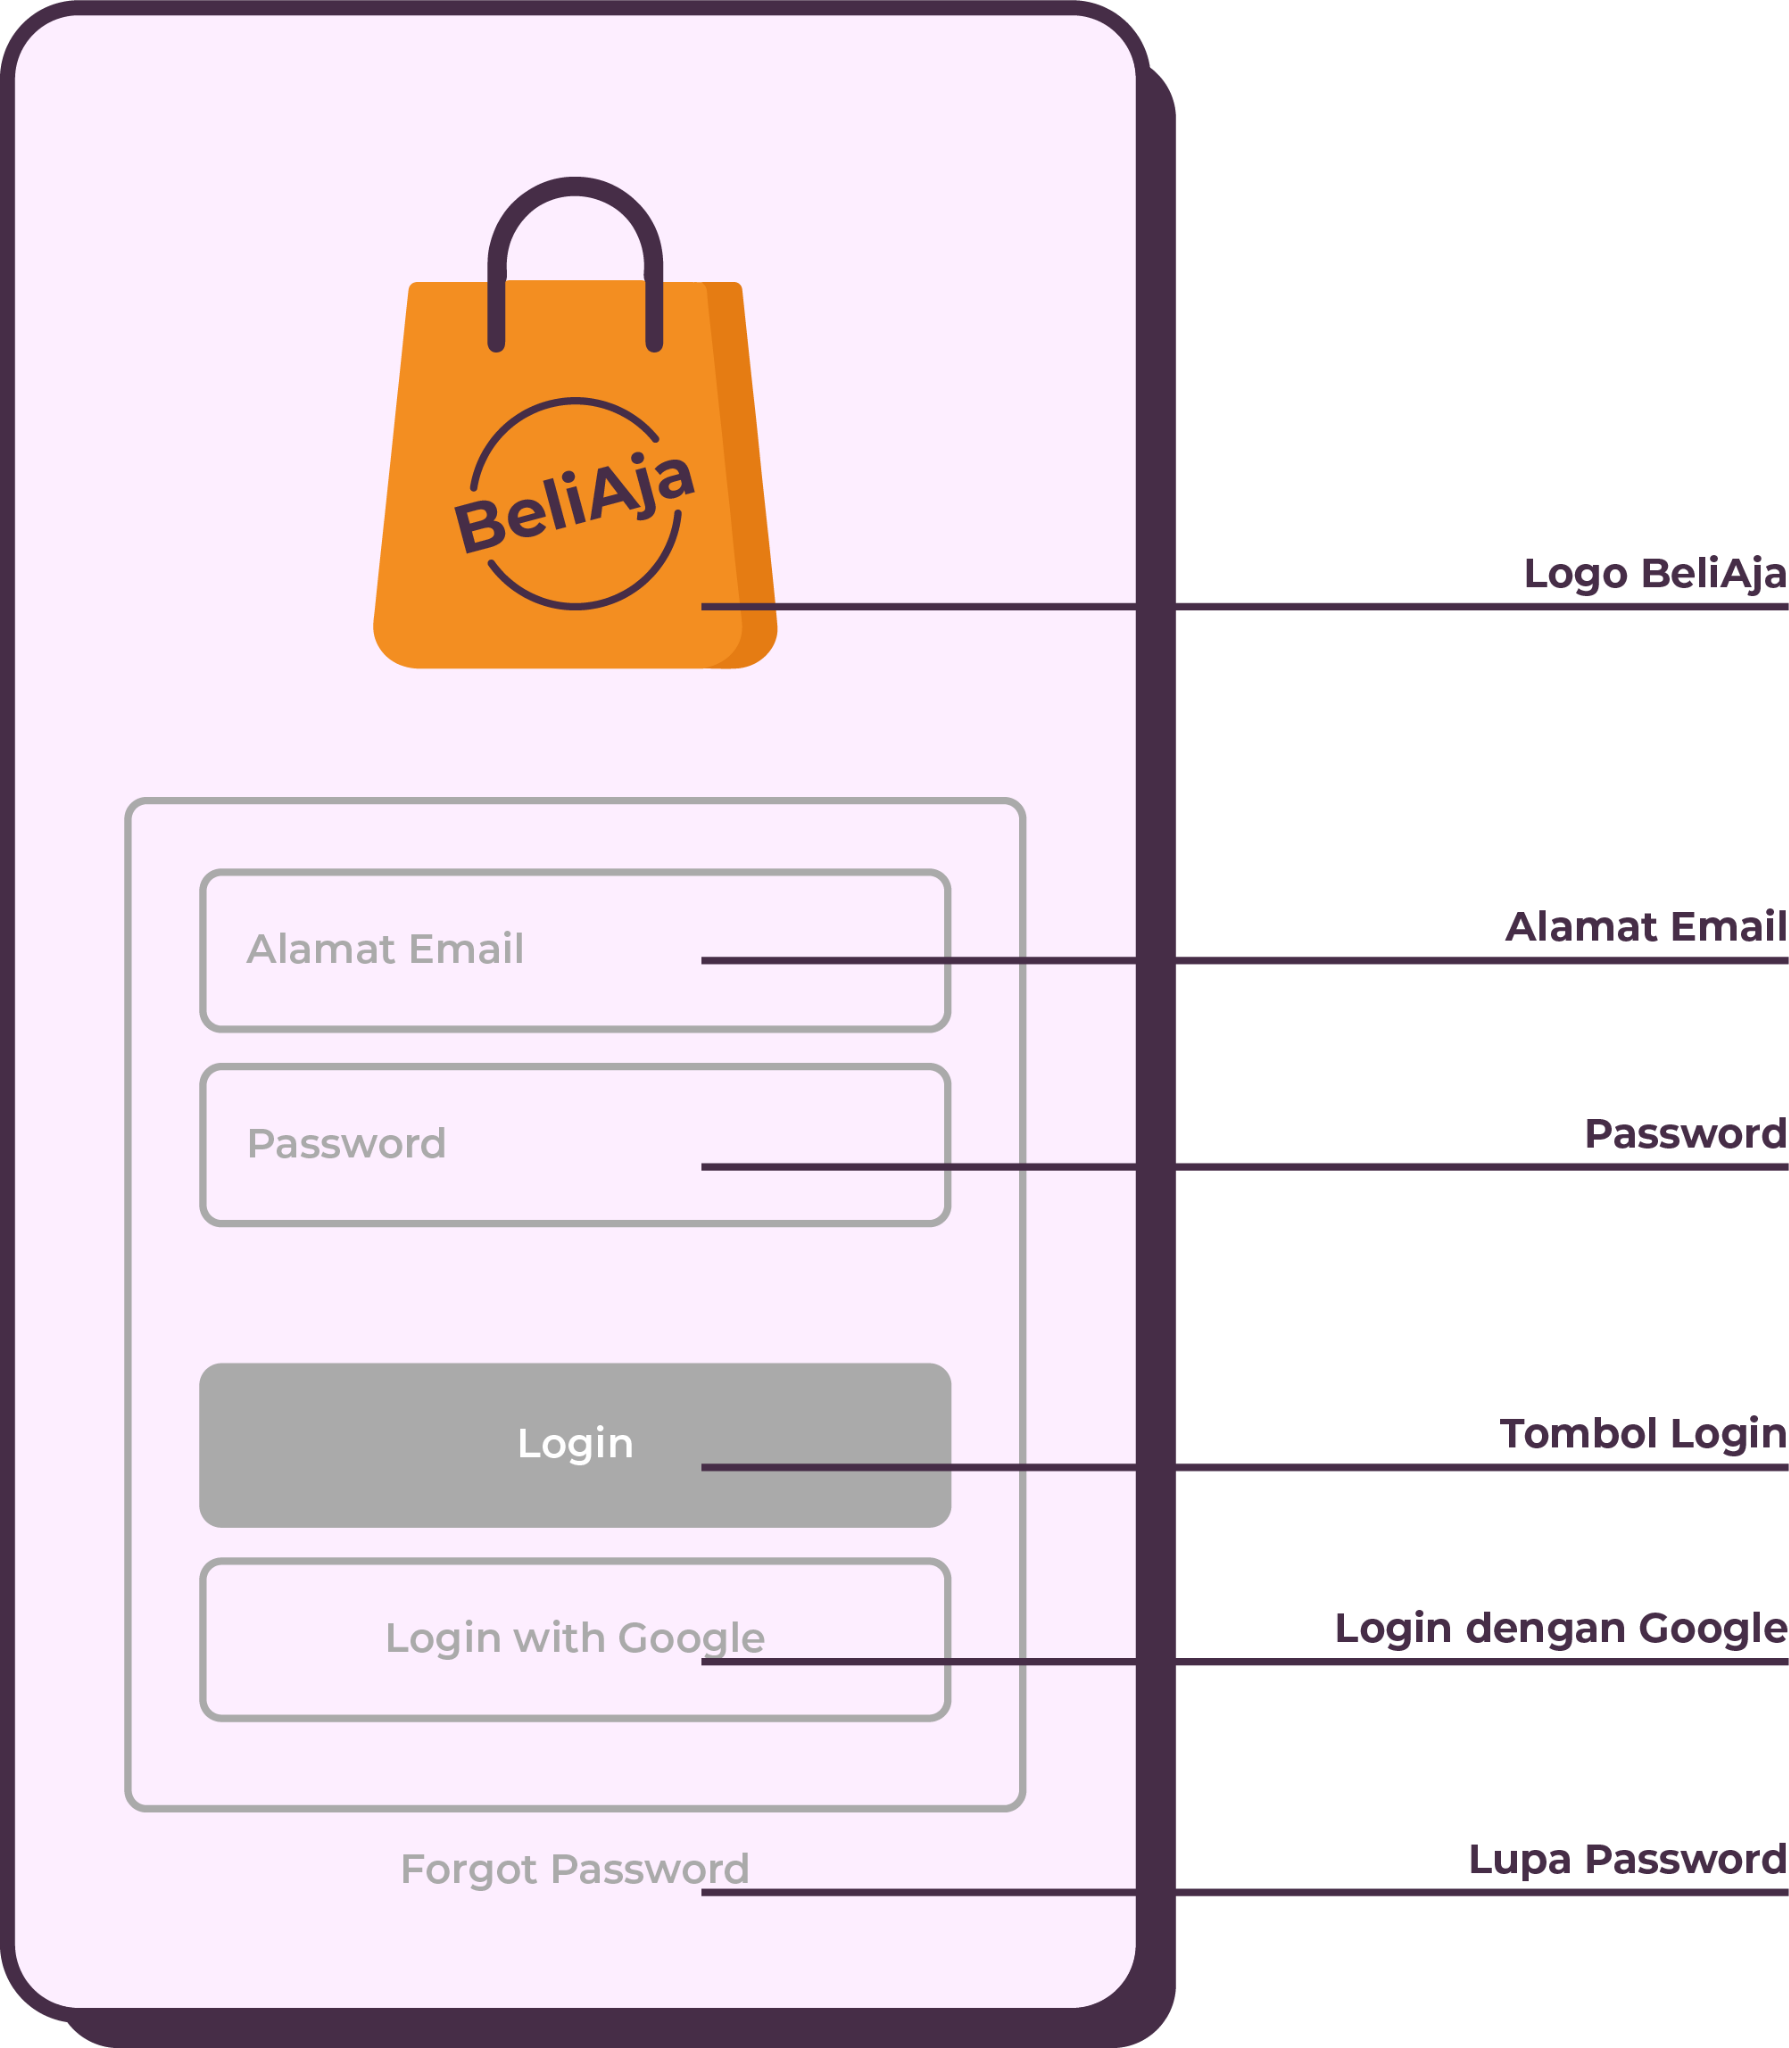 BeliAja
Logo BeliAja
Alamat Email
Alamat Email
Password
Password
Login
Tombol Login
Login with Google
Login dengan Google
Forgot Password
Lupa Password